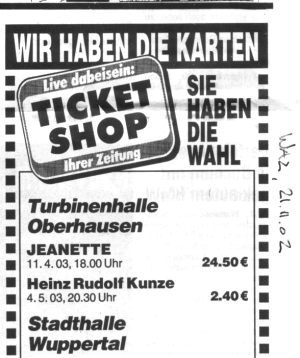 WIR HABEN DIE KARTEN
Live dabeisein:
TICKET
SHOP
Ihrer Zeitung
SIE
HABEN
DIE
WAHL
Turbinenhalle
Oberhausen
JEANETTE
11. 4. 03, 18.00 Uhr 24.50 €
Heinz Rudolf Kunze
4. 5. 03, 20.30 Uhr 2.40 €
Stadthalle
Wuppertal
WAZ, 21.11.02